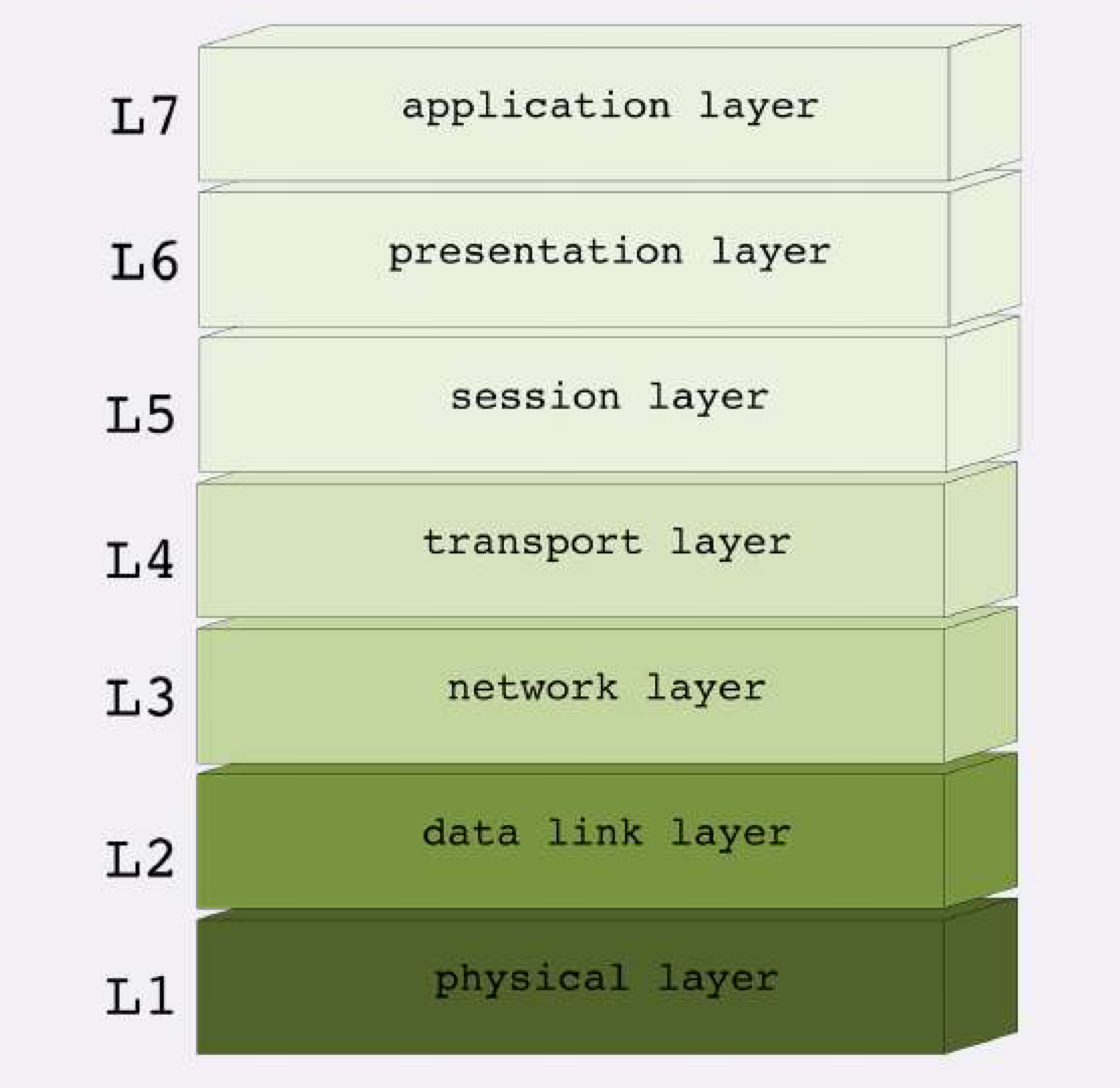 L7 application layer
L6 presentation layer
L5 session layer
L4 transport layer
L3 network layer
L2 data link layer
L1 physical layer